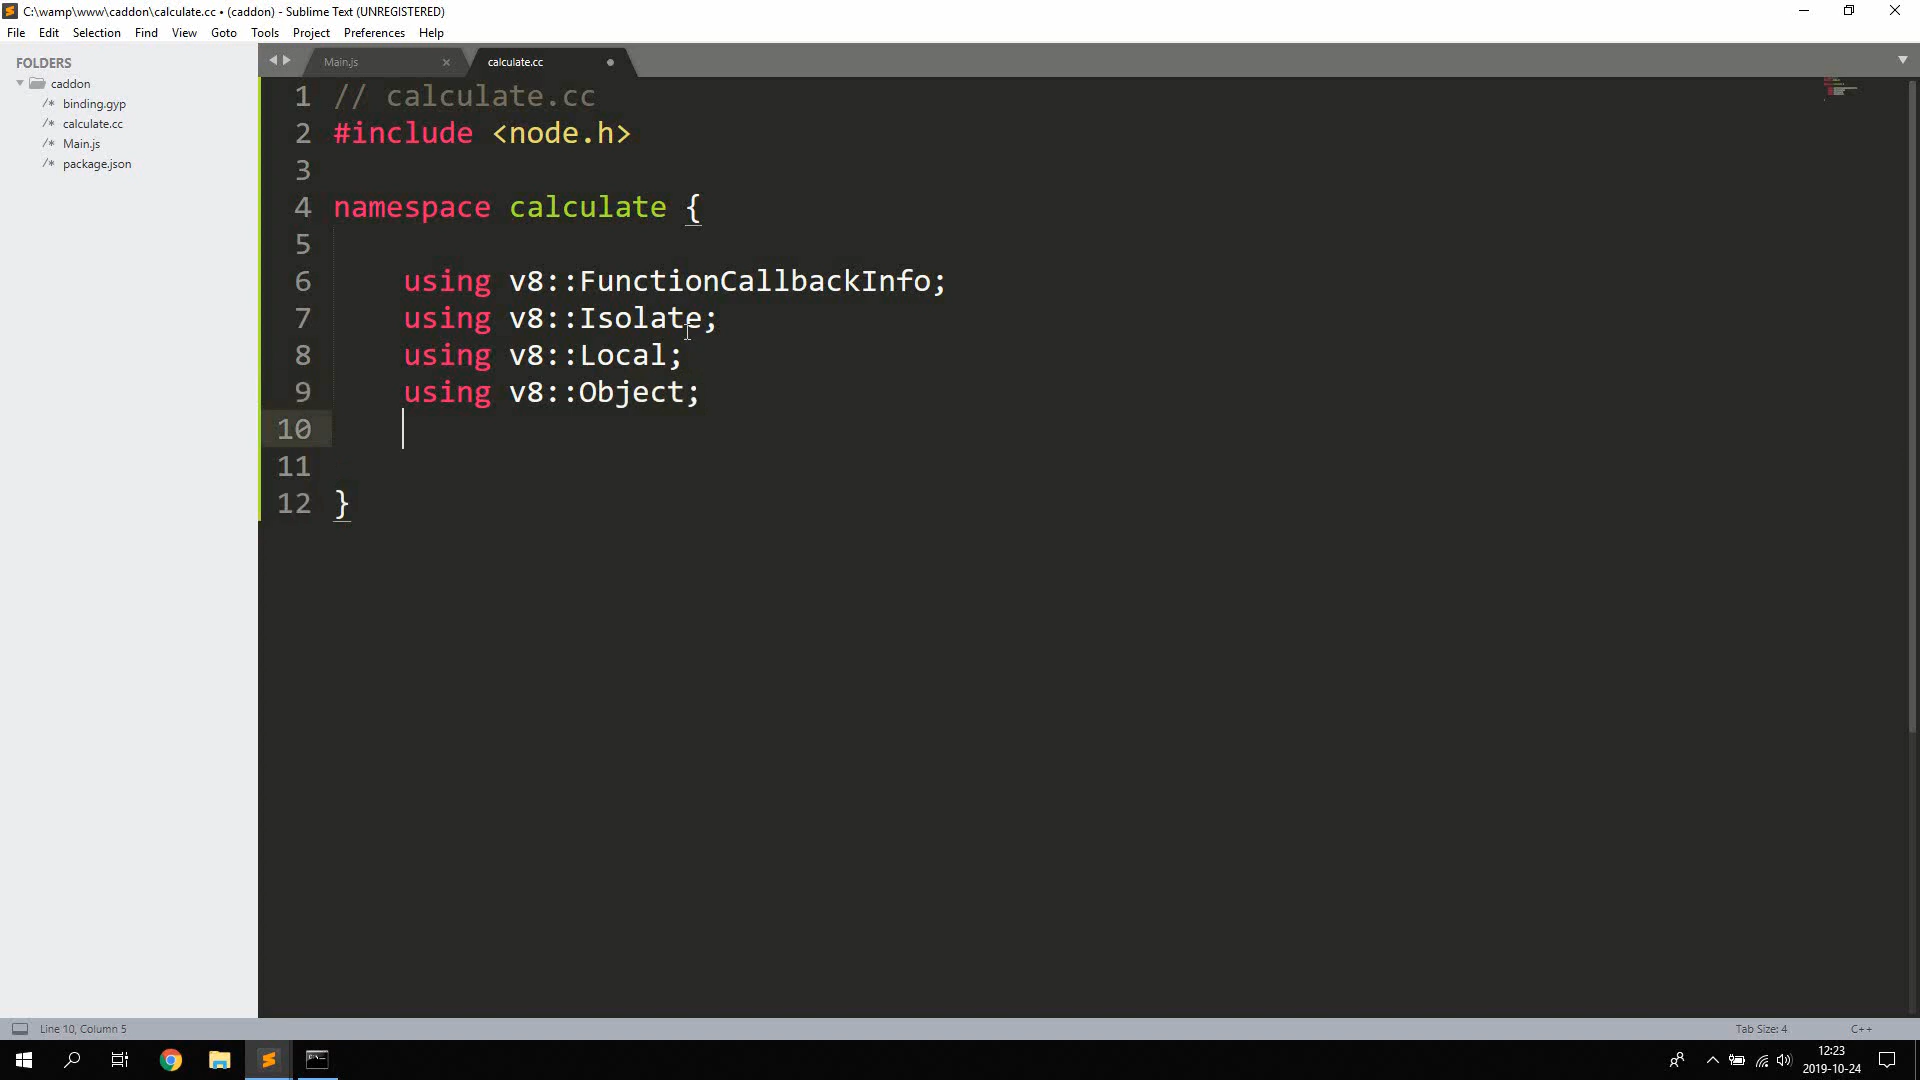 C:\wamp\www\caddon\calculate.cc • (caddon) - Sublime Text (UNREGISTERED)
File Edit Selection Find View Goto Tools Project Preferences Help
FOLDERS
caddon
/* binding.gyp
/* calculate.cc
/* Main.js
/* package.json
Main.js × calculate.cc
1 // calculate.cc
2 #include <node.h>
3
4 namespace calculate {
5
6 using v8::FunctionCallbackInfo;
7 using v8::Isolate;
8 using v8::Local;
9 using v8::Object;
10
11
12 }
Line 10, Column 5
Tab Size: 4
C++
12:23
2019-10-24